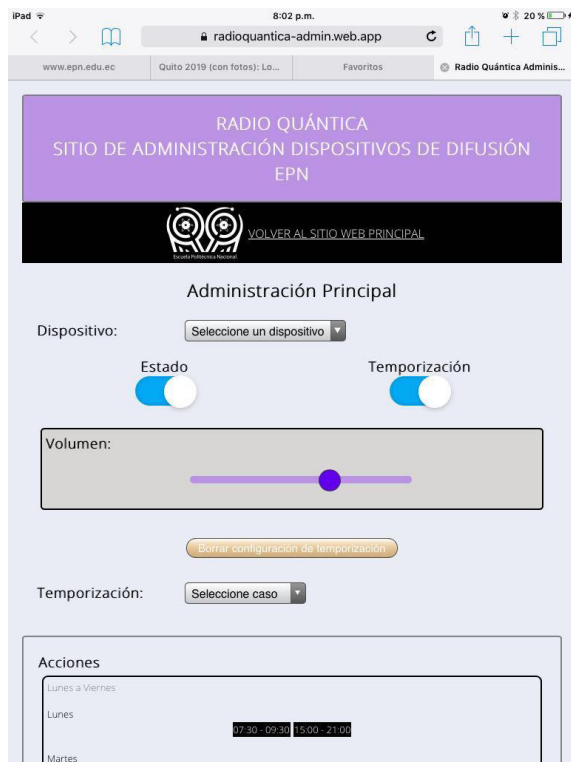 iPad
8:02 p.m.
20 %
radioquantica-admin.web.app
www.epn.edu.ec
Quito 2019 (con fotos): Lo...
Favoritos
Radio Quántica Adminis...
RADIO QUÁNTICA
SITIO DE ADMINISTRACIÓN DISPOSITIVOS DE DIFUSIÓN
EPN
Escuela Politécnica Nacional
VOLVER AL SITIO WEB PRINCIPAL
Administración Principal
Dispositivo:
Seleccione un dispositivo
Estado
Temporización
Volumen:
Borrar configuración de temporización
Temporización:
Seleccione caso
Acciones
Lunes a Viernes
Lunes
07:30 - 09:30 15:00 - 21:00
Martes